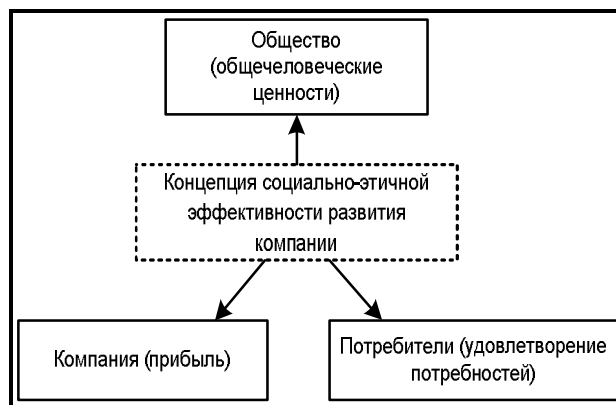 Общество
(общечеловеческие
ценности)
Концепция социально-этичной
эффективности развития
компании
Компания (прибыль)
Потребители (удовлетворение
потребностей)